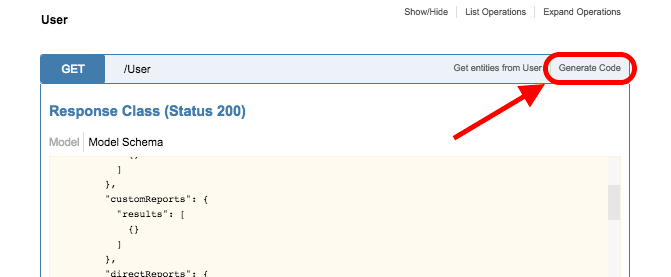 User
Show/Hide List Operations Expand Operations
GET /User Get entities from User Generate Code
Response Class (Status 200)
Model Model Schema
{}
]
},
"customReports": {
"results": [
{}
]
},
"directReports": {